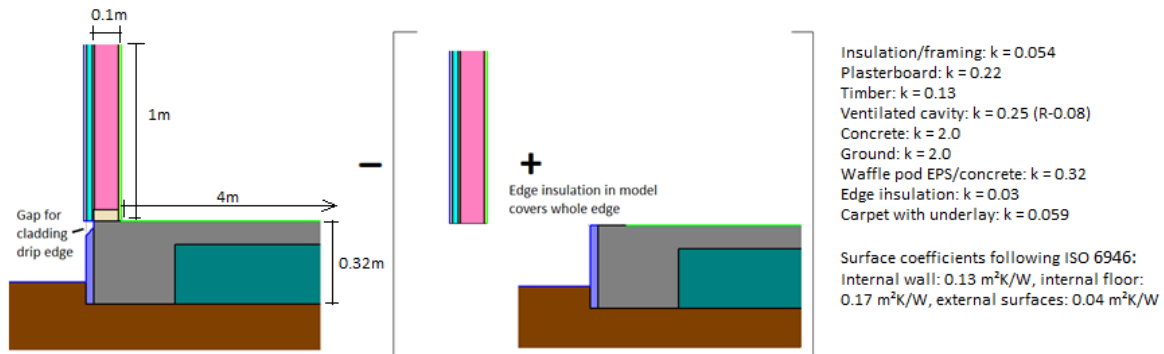 0.1m
1m
4m
Gap for
cladding
drip edge
0.32m
−
+
Edge insulation in model
covers whole edge
Insulation/framing: k = 0.054
Plasterboard: k = 0.22
Timber: k = 0.13
Ventilated cavity: k = 0.25 (R-0.08)
Concrete: k = 2.0
Ground: k = 2.0
Waffle pod EPS/concrete: k = 0.32
Edge insulation: k = 0.03
Carpet with underlay: k = 0.059
Surface coefficients following ISO 6946:
Internal wall: 0.13 m²K/W, internal floor:
0.17 m²K/W, external surfaces: 0.04 m²K/W